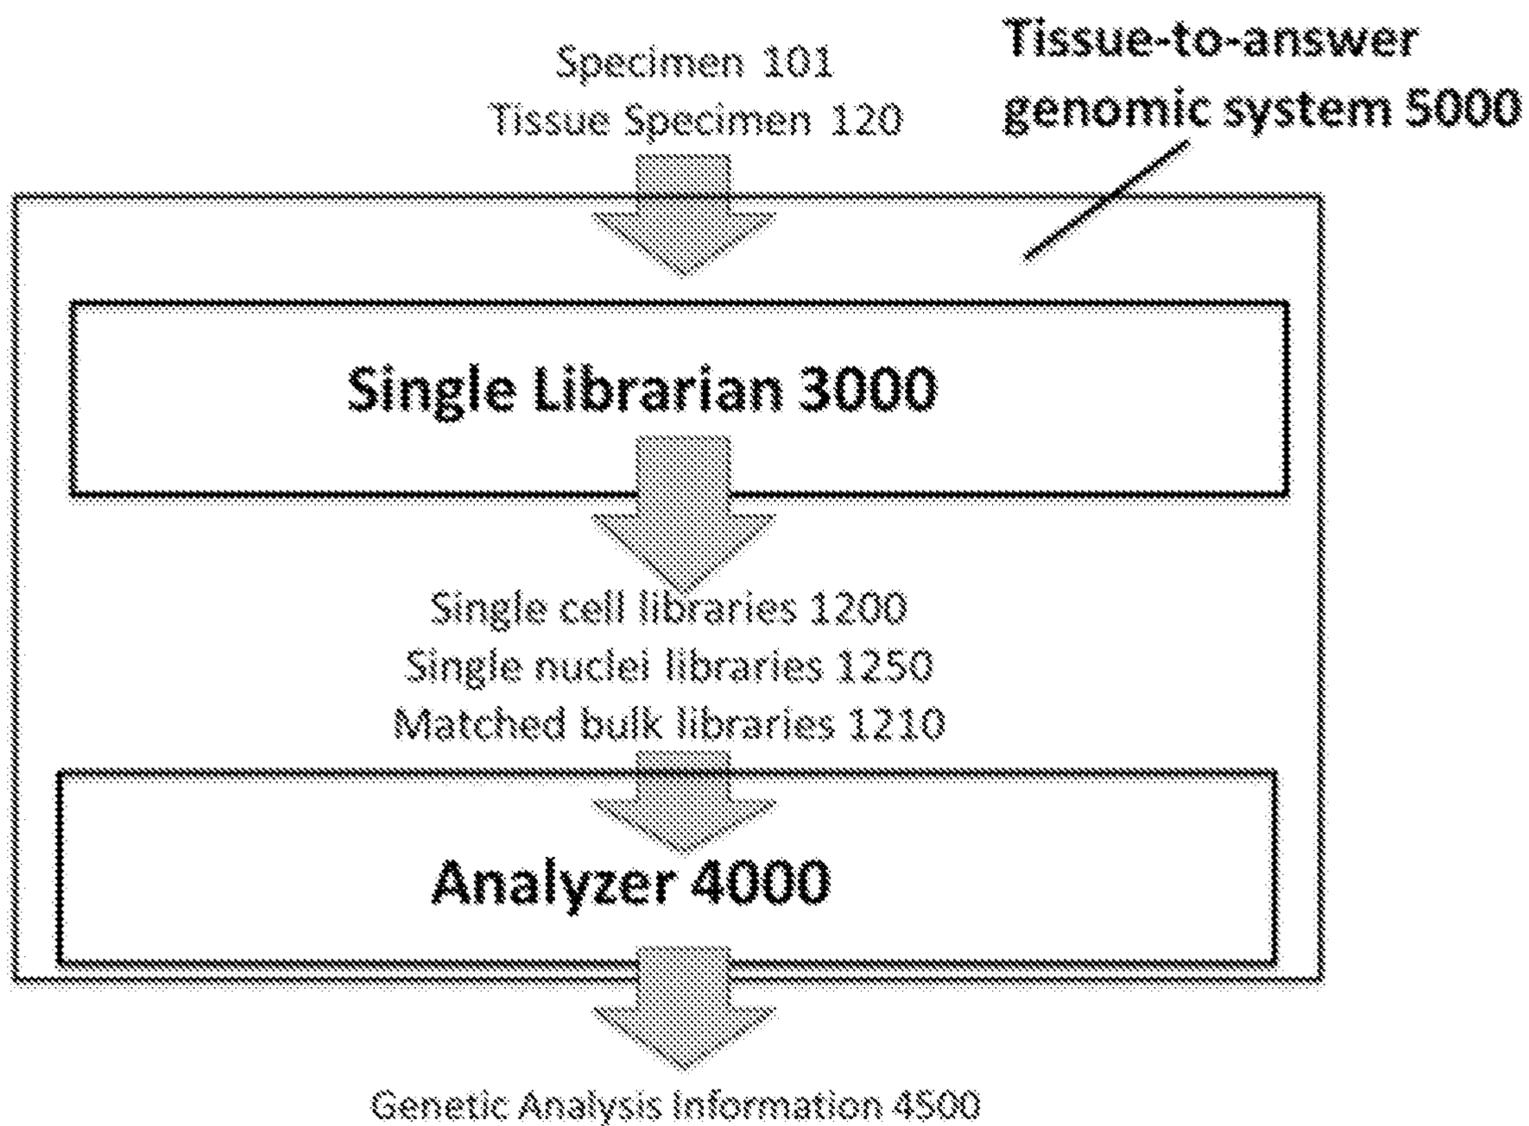 Specimen 101
Tissue Specimen 120
Tissue-to-answer
genomic system 5000
Single Librarian 3000
Single cell libraries 1200
Single nuclei libraries 1250
Matched bulk libraries 1210
Analyzer 4000
Genetic Analysis Information 4500